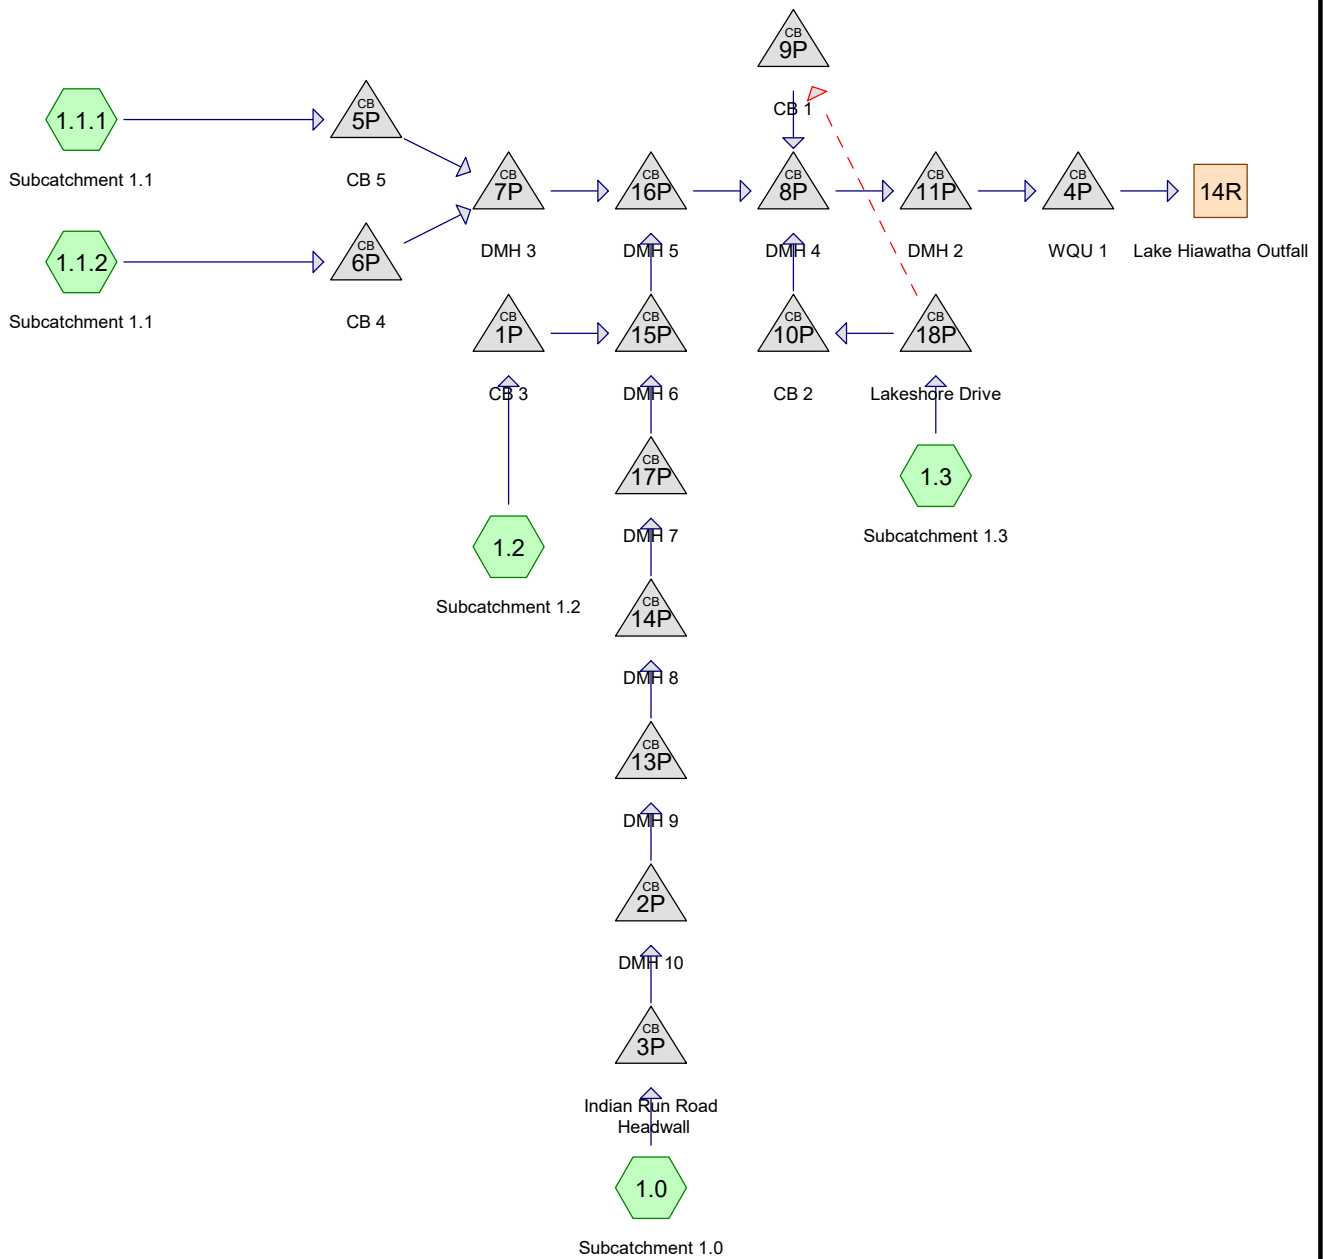 CB
9P
CB 1
1.1.1
Subcatchment 1.1
CB
5P
CB 5
CB
7P
DMH 3
CB
16P
DMH 5
CB
8P
DMH 4
CB
11P
DMH 2
CB
4P
WQU 1
14R
Lake Hiawatha Outfall
1.1.2
Subcatchment 1.1
CB
6P
CB 4
CB
1P
CB 3
CB
15P
DMH 6
CB
10P
CB 2
CB
18P
Lakeshore Drive
CB
17P
DMH 7
1.3
Subcatchment 1.3
1.2
Subcatchment 1.2
CB
14P
DMH 8
CB
13P
DMH 9
CB
2P
DMH 10
CB
3P
Indian Run Road
Headwall
1.0
Subcatchment 1.0